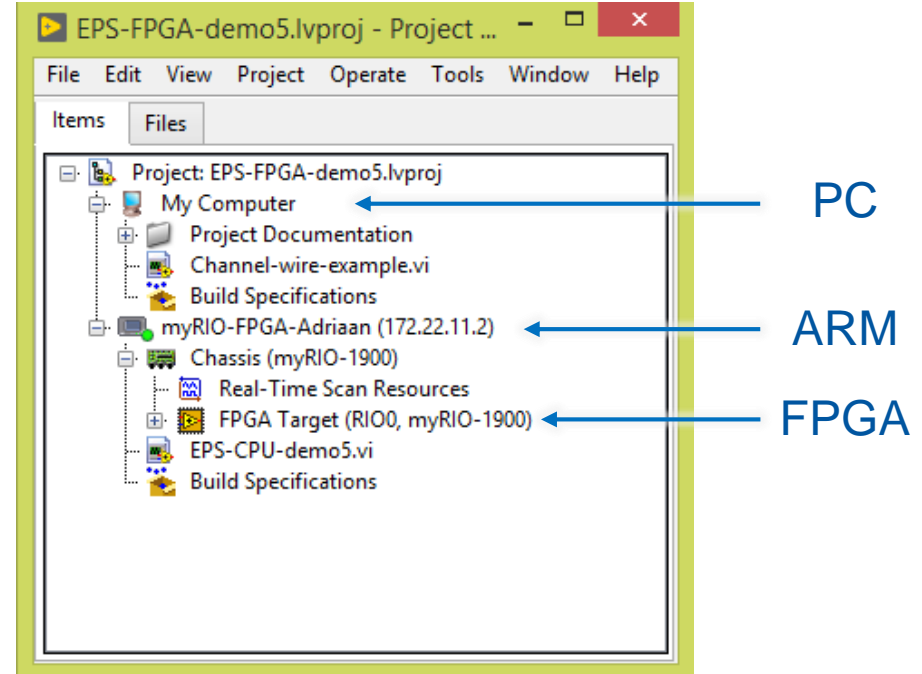 EPS-FPGA-demo5.lvproj - Project ...
File Edit View Project Operate Tools Window Help
Items Files
Project: EPS-FPGA-demo5.lvproj
My Computer
PC
Project Documentation
Channel-wire-example.vi
Build Specifications
myRIO-FPGA-Adriaan (172.22.11.2)
ARM
Chassis (myRIO-1900)
Real-Time Scan Resources
FPGA Target (RIO0, myRIO-1900)
FPGA
EPS-CPU-demo5.vi
Build Specifications